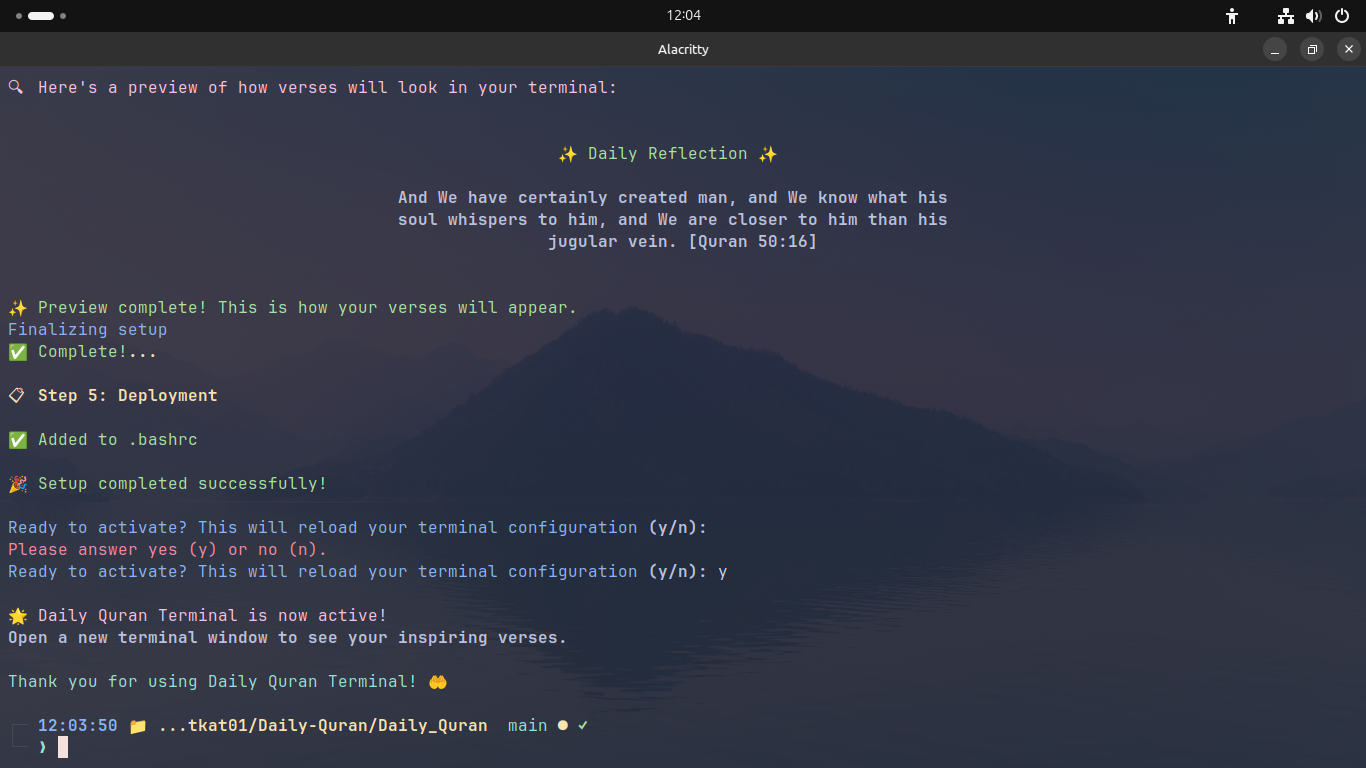 12:04
Alacritty
🔍 Here's a preview of how verses will look in your terminal:
✨ Daily Reflection ✨
And We have certainly created man, and We know what his
soul whispers to him, and We are closer to him than his
jugular vein. [Quran 50:16]
✨ Preview complete! This is how your verses will appear.
Finalizing setup
✅ Complete!...
📋 Step 5: Deployment
✅ Added to .bashrc
🎉 Setup completed successfully!
Ready to activate? This will reload your terminal configuration (y/n):
Please answer yes (y) or no (n).
Ready to activate? This will reload your terminal configuration (y/n): y
🌟 Daily Quran Terminal is now active!
Open a new terminal window to see your inspiring verses.
Thank you for using Daily Quran Terminal! 🤲
12:03:50 📁 ...tkat01/Daily-Quran/Daily_Quran main ● ✓
❯